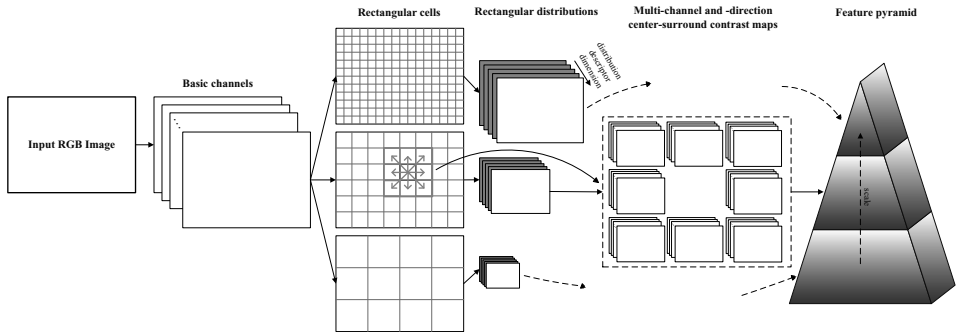 Rectangular cells
Rectangular distributions
Multi-channel and -direction
center-surround contrast maps
Feature pyramid
Basic channels
distribution
descriptor
dimension
Input RGB Image
scale